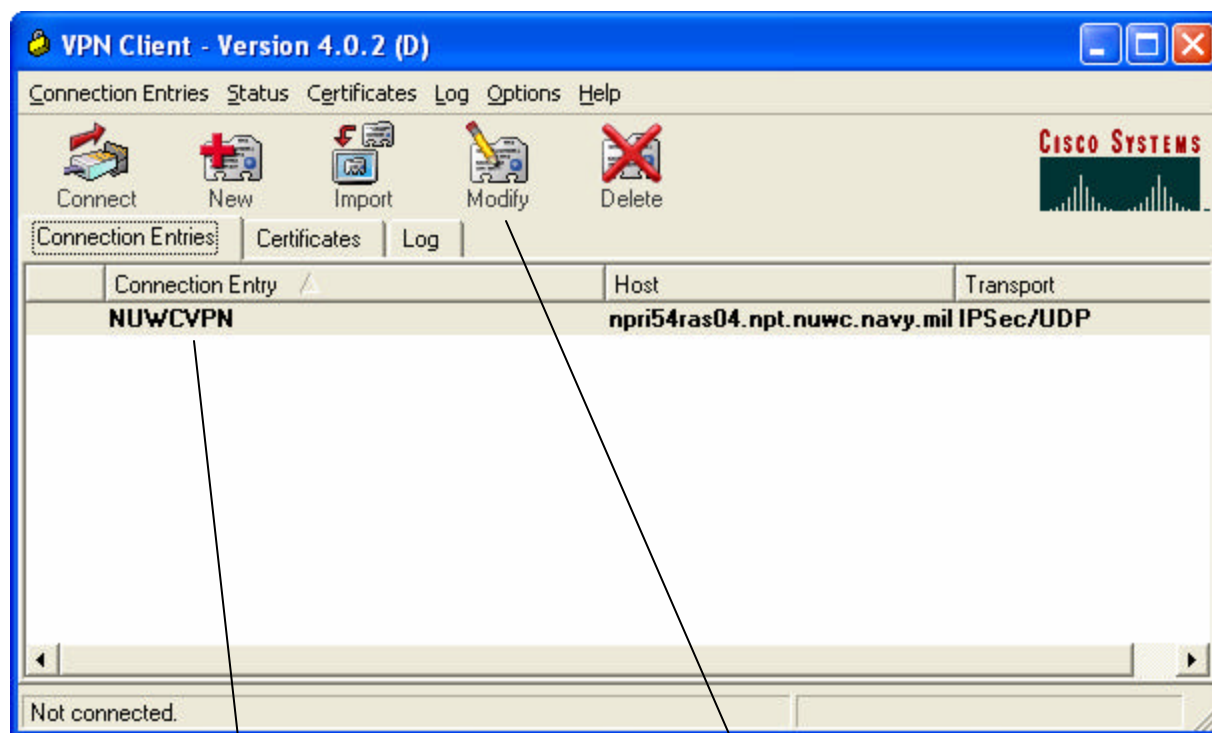 VPN Client - Version 4.0.2 (D)
Connection Entries Status Certificates Log Options Help
Connect New Import Modify Delete
CISCO SYSTEMS
Connection Entries Certificates Log
Connection Entry Host Transport
NUWCVPN npri54ras04.npt.nuwc.navy.mil IPSec/UDP
Not connected.